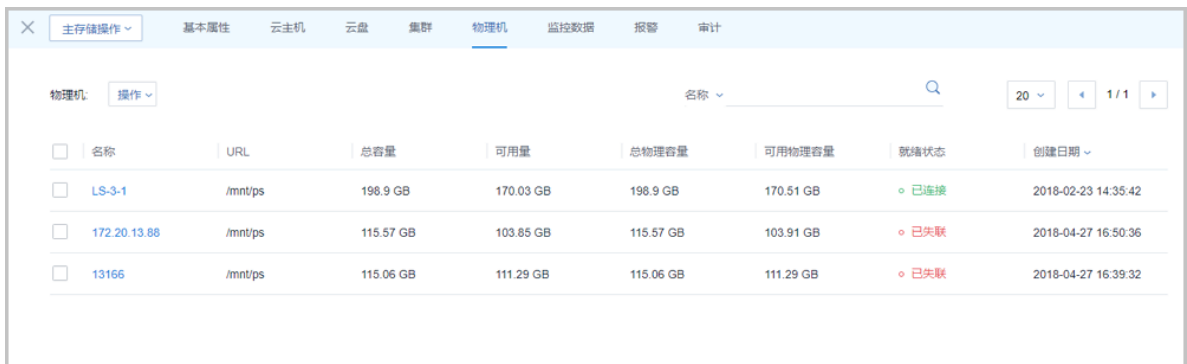 主存储操作 基本属性 云主机 云盘 集群 物理机 监控数据 报警 审计
物理机: 操作 名称 20 1 / 1
名称 URL 总容量 可用量 总物理容量 可用物理容量 就绪状态 创建日期
LS-3-1 /mnt/ps 198.9 GB 170.03 GB 198.9 GB 170.51 GB 已连接 2018-02-23 14:35:42
172.20.13.88 /mnt/ps 115.57 GB 103.85 GB 115.57 GB 103.91 GB 已失联 2018-04-27 16:50:36
13166 /mnt/ps 115.06 GB 111.29 GB 115.06 GB 111.29 GB 已失联 2018-04-27 16:39:32